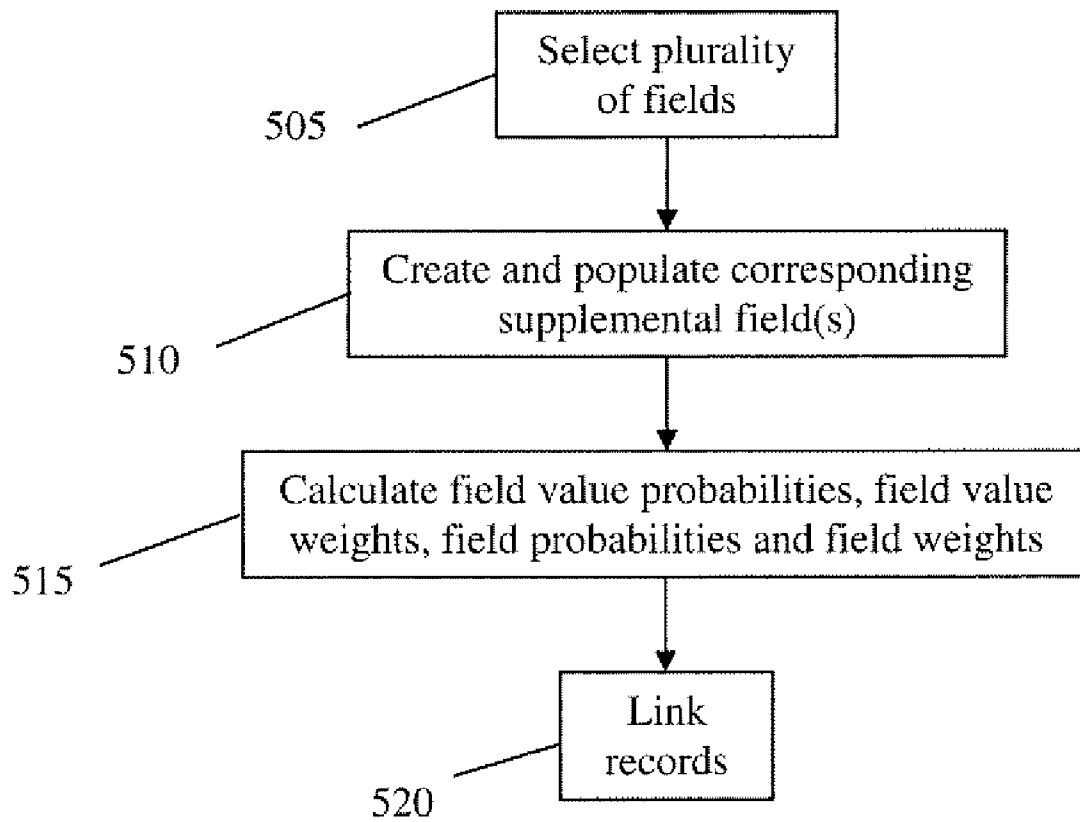 Select plurality
of fields
505
Create and populate corresponding
supplemental field(s)
510
Calculate field value probabilities, field value
weights, field probabilities and field weights
515
Link
records
520